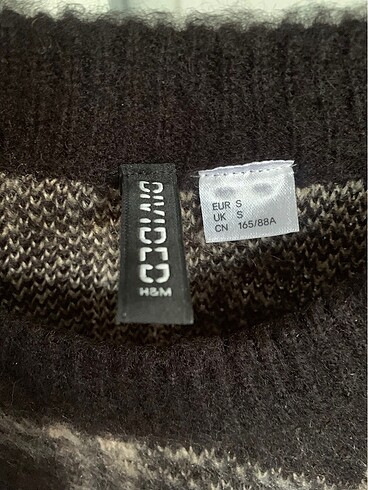 DIVIDED
H&M
EUR S
UK S
CN 165/88A